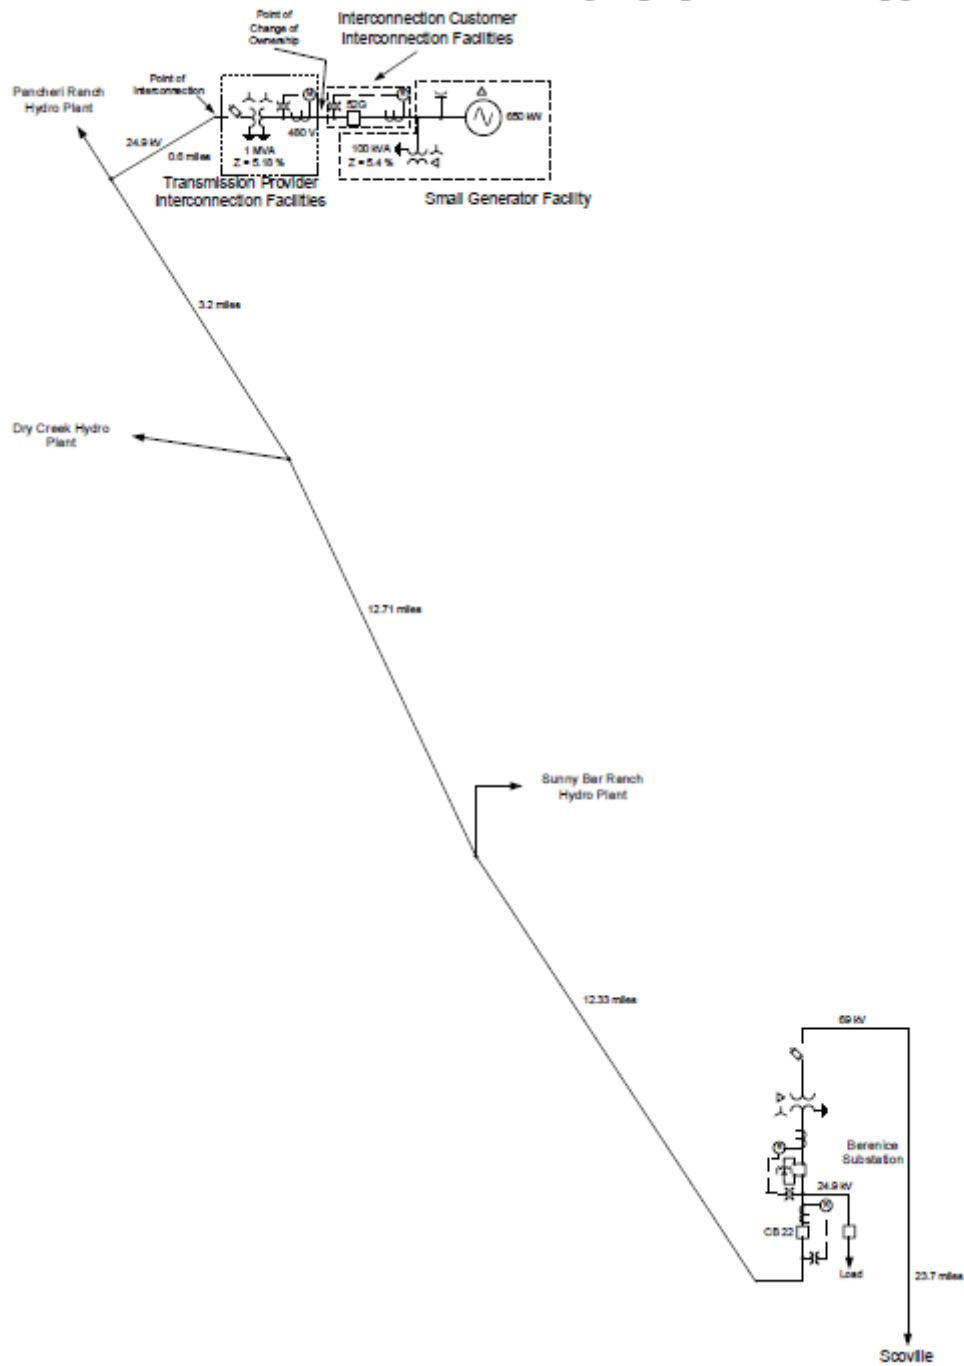 Point of
Change of
Ownership
Interconnection Customer
Interconnection Facilities
Point of
Interconnection
Pancheri Ranch
Hydro Plant
52G
650 kW
24.9 kV
480 V
0.6 miles
1 MVA
Z = 5.18 %
100 kVA
Z = 5.4 %
Transmission Provider
Interconnection Facilities
Small Generator Facility
3.2 miles
Dry Creek Hydro
Plant
12.71 miles
Sunny Bar Ranch
Hydro Plant
12.33 miles
69 kV
Berenice
Substation
24.9 kV
CB 22
Load
23.7 miles
Scoville